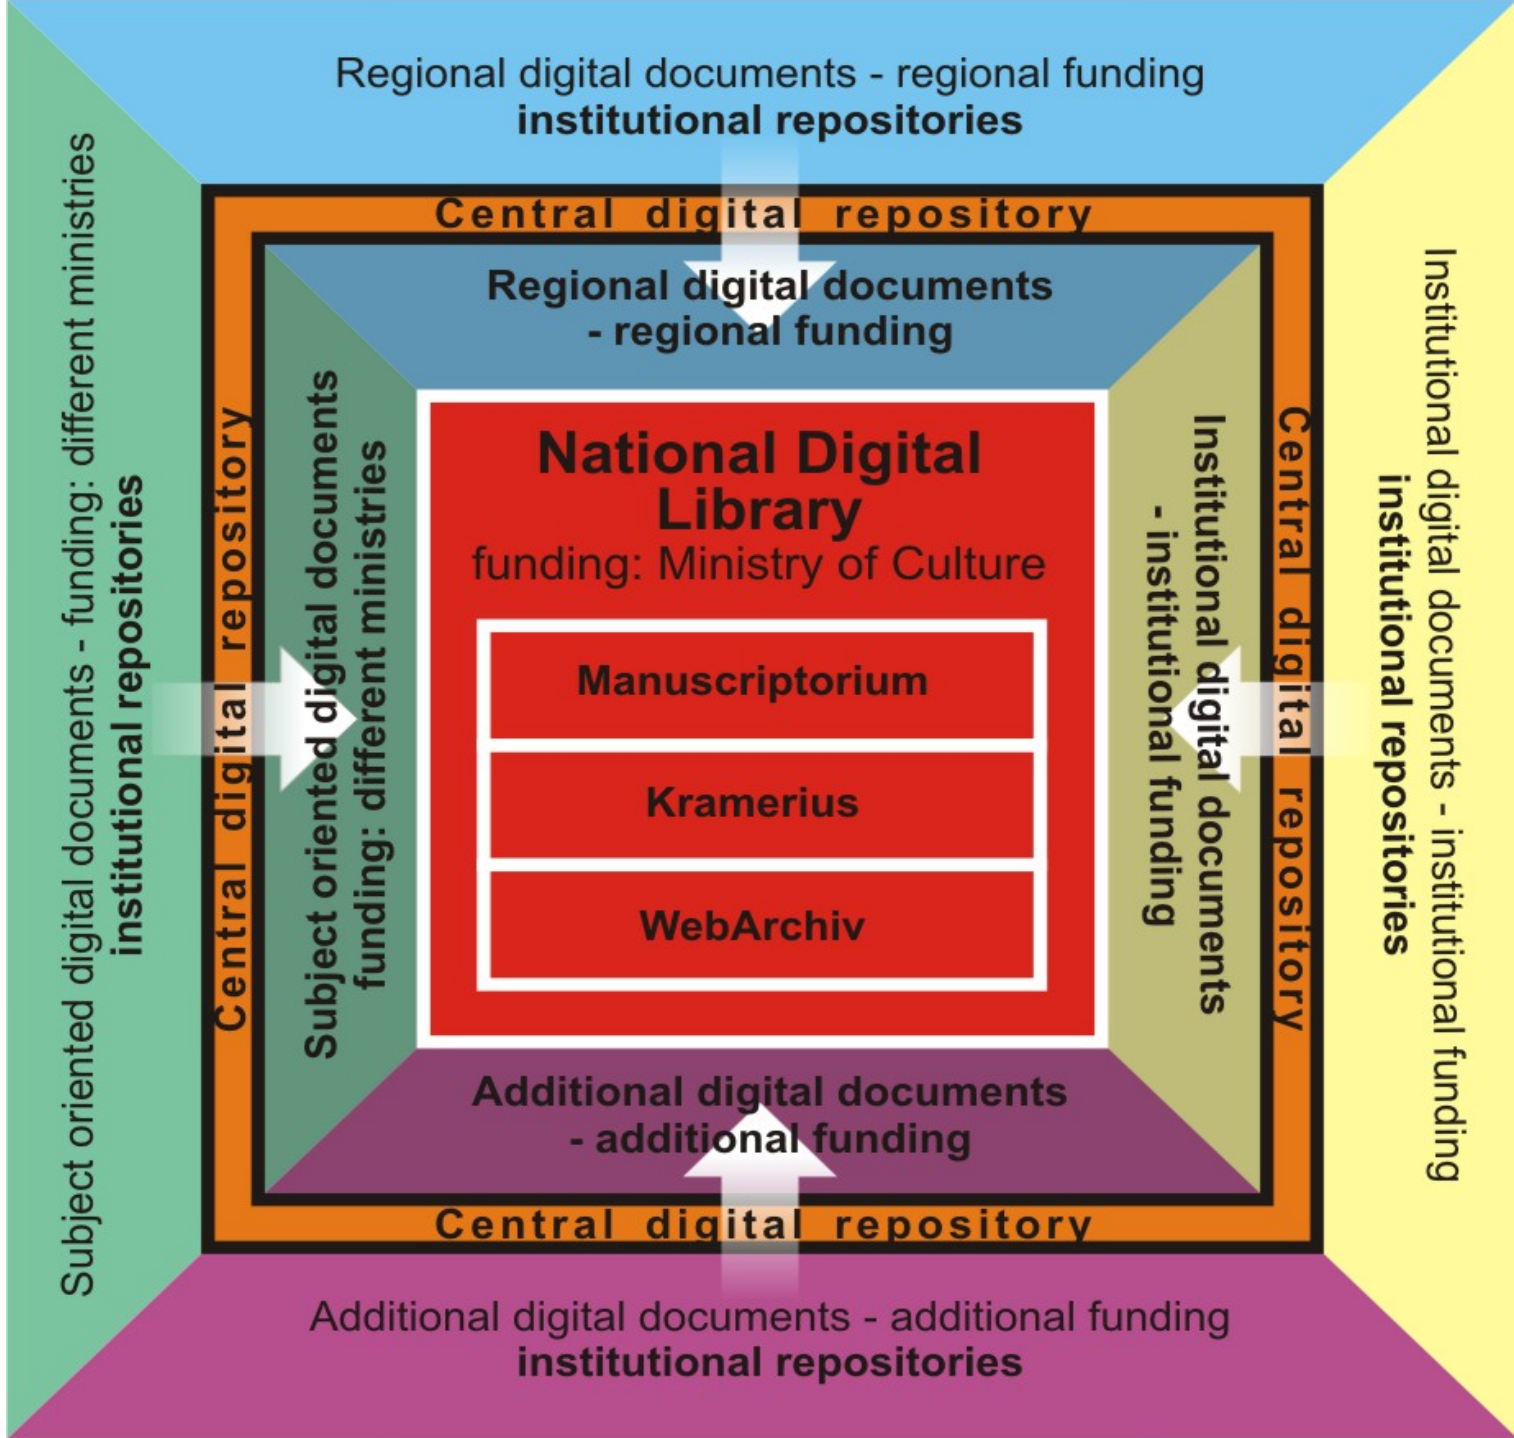 Regional digital documents - regional funding
institutional repositories
Central digital repository
Regional digital documents
- regional funding
Subject oriented digital documents - funding: different ministries
institutional repositories
Central digital repository
Subject oriented digital documents
funding: different ministries
National Digital
Library
funding: Ministry of Culture
Manuscriptorium
Kramerius
WebArchiv
Institutional digital documents
- institutional funding
Central digital repository
Institutional digital documents - institutional funding
institutional repositories
Additional digital documents
- additional funding
Central digital repository
Additional digital documents - additional funding
institutional repositories